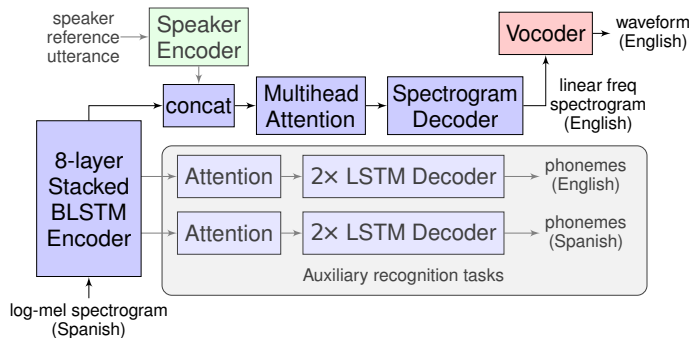 speaker
reference
utterance
Speaker
Encoder
Vocoder
waveform
(English)
concat
Multihead
Attention
Spectrogram
Decoder
linear freq
spectrogram
(English)
8-layer
Stacked
BLSTM
Encoder
Attention
2× LSTM Decoder
phonemes
(English)
Attention
2× LSTM Decoder
phonemes
(Spanish)
Auxiliary recognition tasks
log-mel spectrogram
(Spanish)